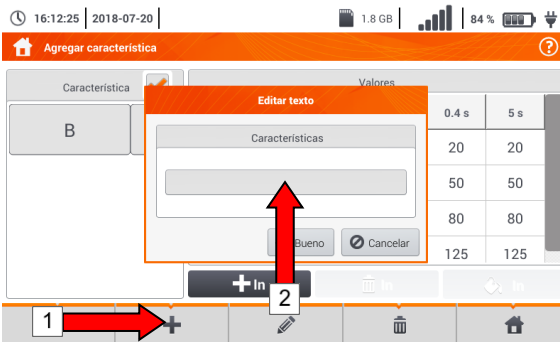 16:12:25 2018-07-20 1.8 GB 84 %
Agregar característica ?
Característica Valores
Editar texto
Características
0.4 s 5 s
B
20 20
50 50
80 80
125 125
Bueno Cancelar
In In In
1 2